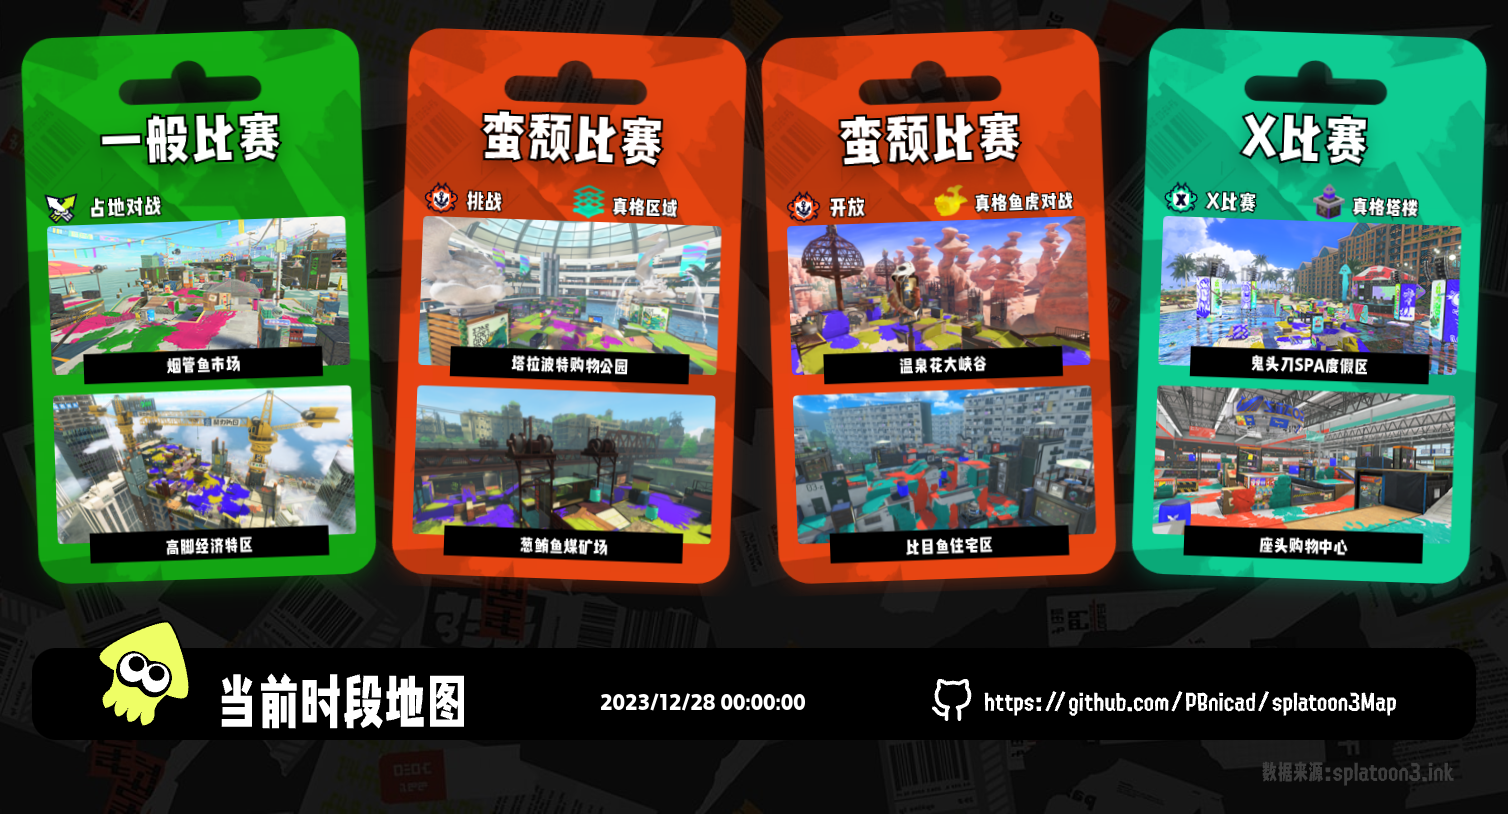 一般比赛
占地对战
烟管鱼市场
高脚经济特区
蛮颓比赛
挑战
真格区域
塔拉波特购物公园
葱鲔鱼煤矿场
蛮颓比赛
开放
真格鱼虎对战
温泉花大峡谷
比目鱼住宅区
X比赛
X比赛
真格塔楼
鬼头刀SPA度假区
座头购物中心
当前时段地图
2023/12/28 00:00:00
https://github.com/PBnicad/splatoon3Map
数据来源:splatoon3.ink